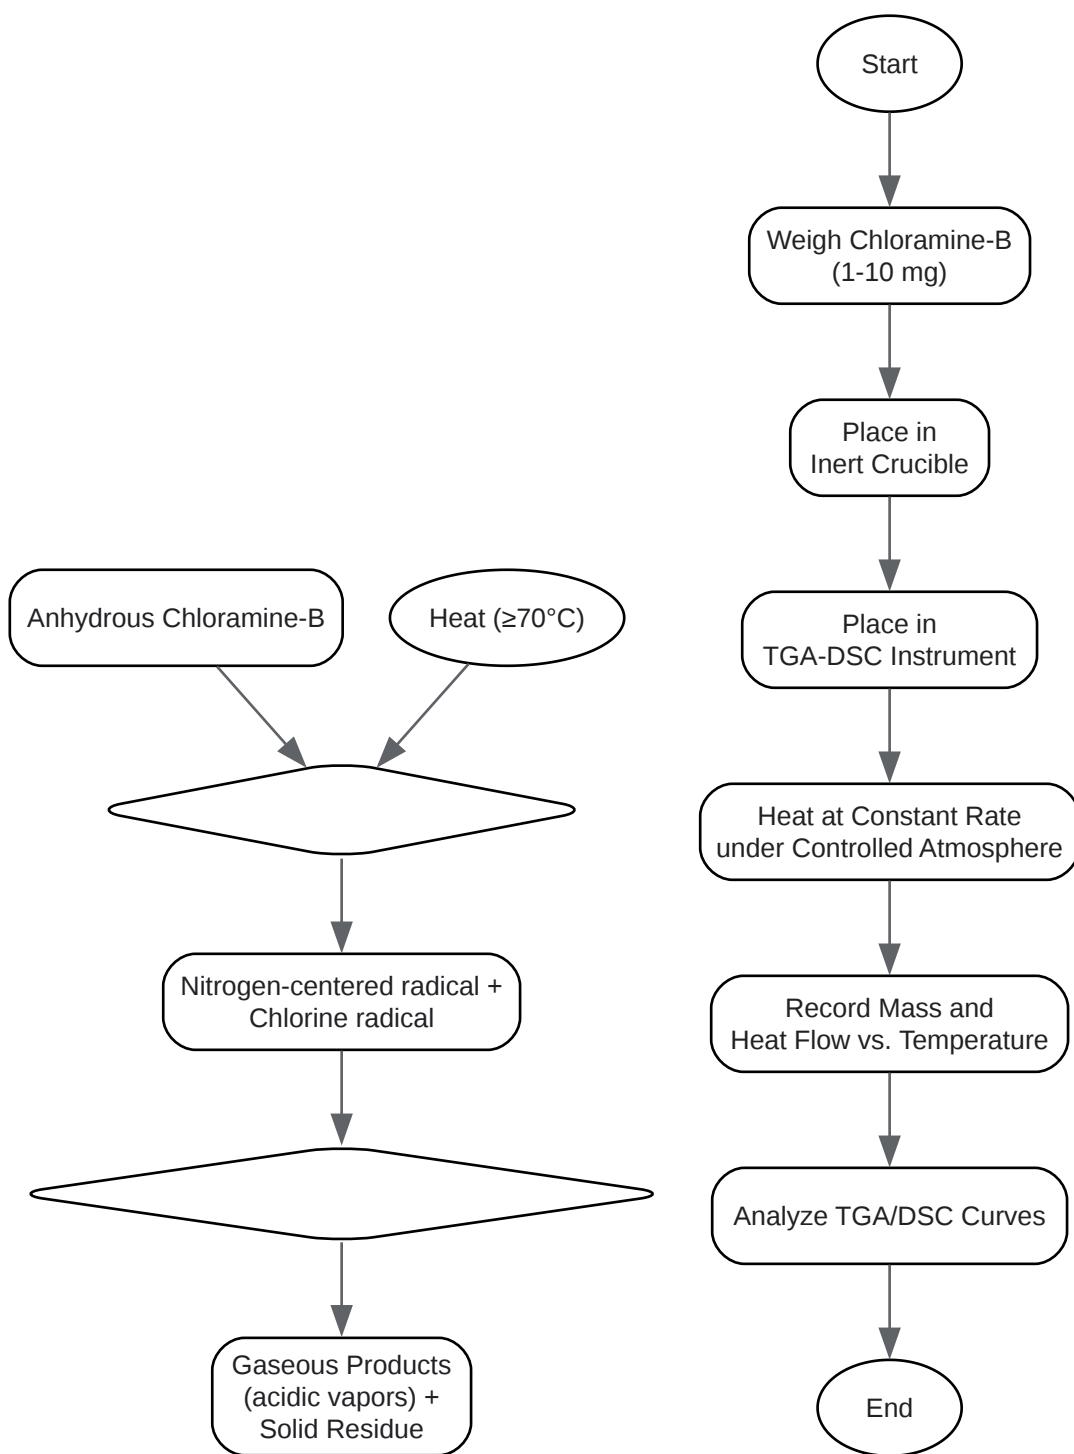 Start
Weigh Chloramine-B
(1-10 mg)
Place in
Inert Crucible
Place in
TGA-DSC Instrument
Heat at Constant Rate
under Controlled Atmosphere
Record Mass and
Heat Flow vs. Temperature
Analyze TGA/DSC Curves
End
Anhydrous Chloramine-B
Heat (≥70°C)
Nitrogen-centered radical +
Chlorine radical
Gaseous Products
(acidic vapors) +
Solid Residue